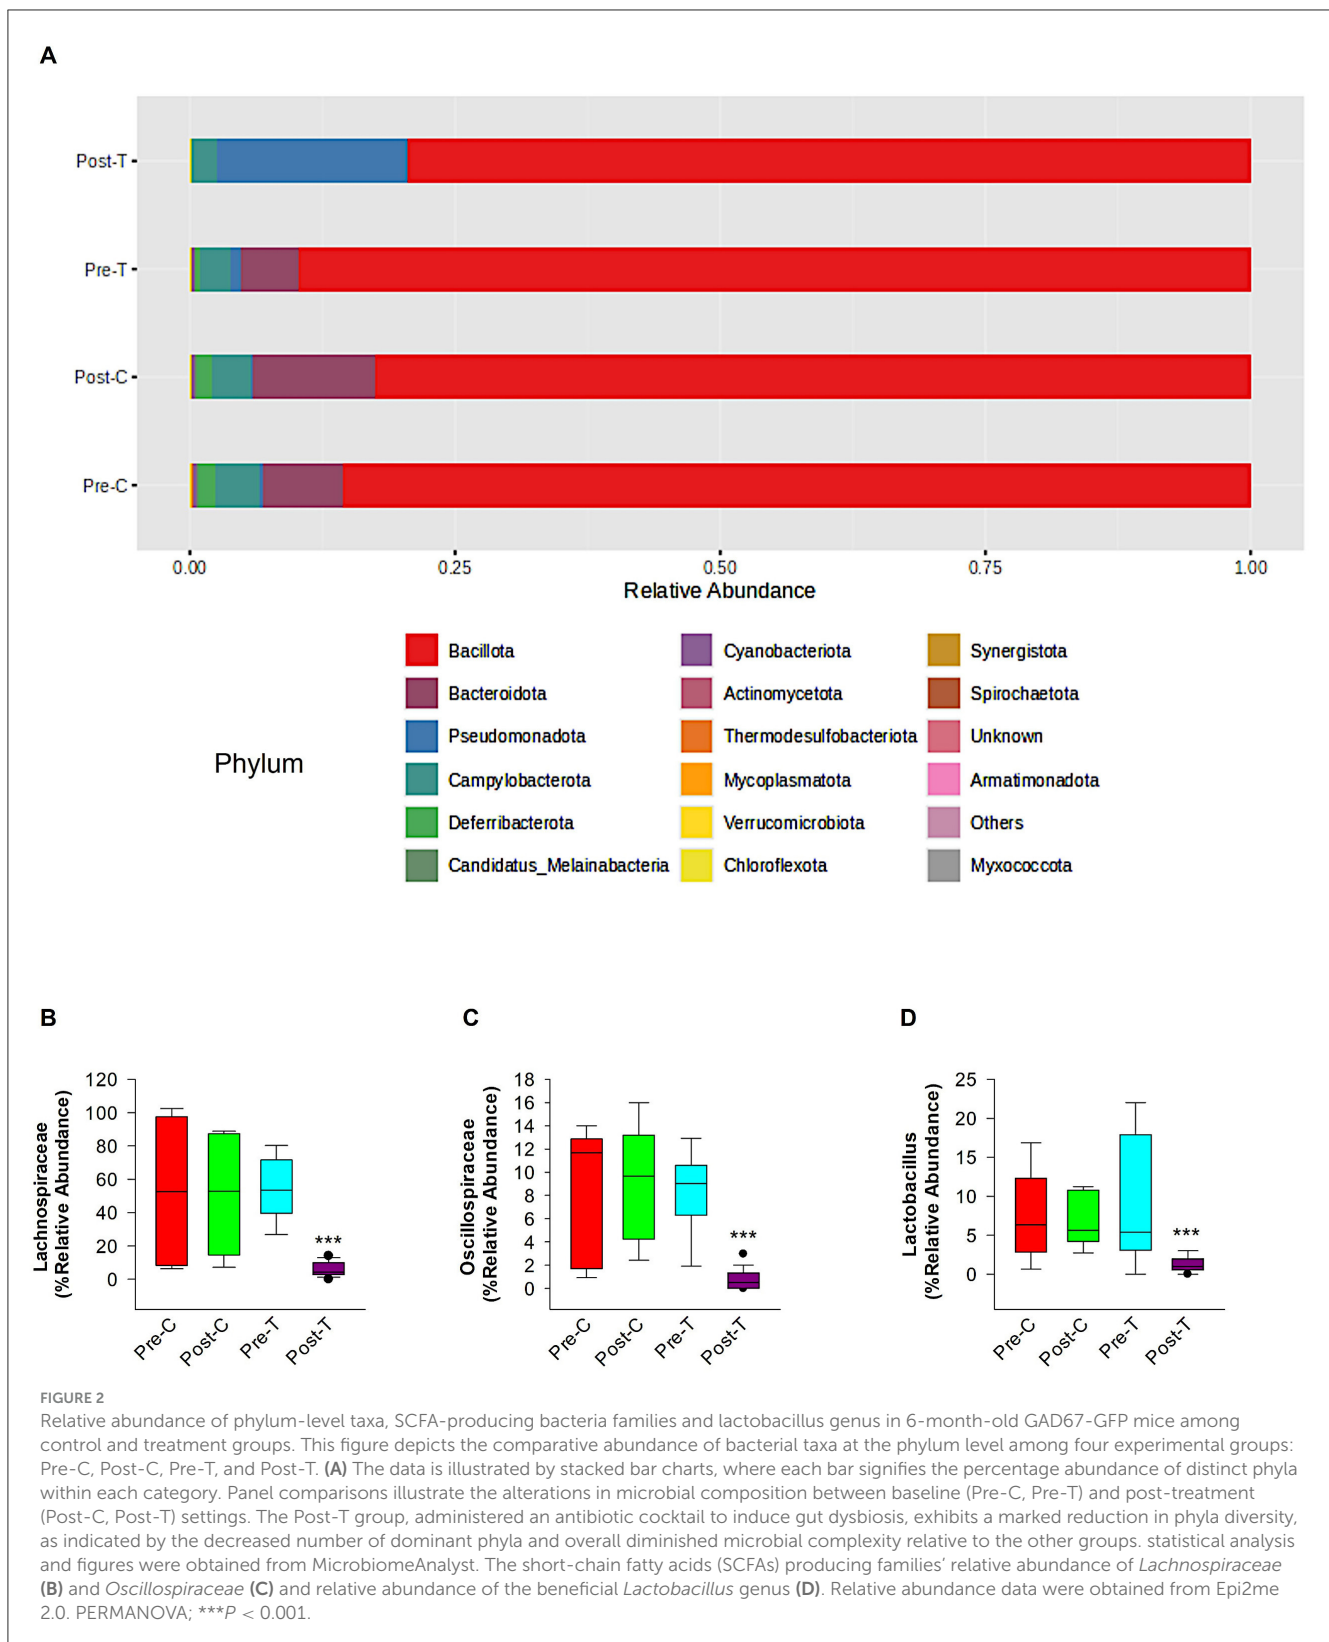 A
Post-T
Pre-T
Post-C
Pre-C
0.00 0.25 0.50 0.75 1.00
Relative Abundance
Phylum
Bacillota Cyanobacteriota Synergistota
Bacteroidota Actinomycetota Spirochaetota
Pseudomonadota Thermodesulfobacteriota Unknown
Campylobacterota Mycoplasmatota Armatimonadota
Deferribacterota Verrucomicrobiota Others
Candidatus_Melainabacteria Chloroflexota Myxococcota
B
Lachnospiraceae
(%Relative Abundance)
120
100
80
60
40
20
0
***
Pre-C Post-C Pre-T Post-T
C
Oscillospiraceae
(%Relative Abundance)
18
16
14
12
10
8
6
4
2
0
***
Pre-C Post-C Pre-T Post-T
D
Lactobacillus
(%Relative Abundance)
25
20
15
10
5
0
***
Pre-C Post-C Pre-T Post-T
FIGURE 2
Relative abundance of phylum-level taxa, SCFA-producing bacteria families and lactobacillus genus in 6-month-old GAD67-GFP mice among
control and treatment groups. This figure depicts the comparative abundance of bacterial taxa at the phylum level among four experimental groups:
Pre-C, Post-C, Pre-T, and Post-T. (A) The data is illustrated by stacked bar charts, where each bar signifies the percentage abundance of distinct phyla
within each category. Panel comparisons illustrate the alterations in microbial composition between baseline (Pre-C, Pre-T) and post-treatment
(Post-C, Post-T) settings. The Post-T group, administered an antibiotic cocktail to induce gut dysbiosis, exhibits a marked reduction in phyla diversity,
as indicated by the decreased number of dominant phyla and overall diminished microbial complexity relative to the other groups. statistical analysis
and figures were obtained from MicrobiomeAnalyst. The short-chain fatty acids (SCFAs) producing families' relative abundance of Lachnospiraceae
(B) and Oscillospiraceae (C) and relative abundance of the beneficial Lactobacillus genus (D). Relative abundance data were obtained from Epi2me
2.0. PERMANOVA; ***P < 0.001.